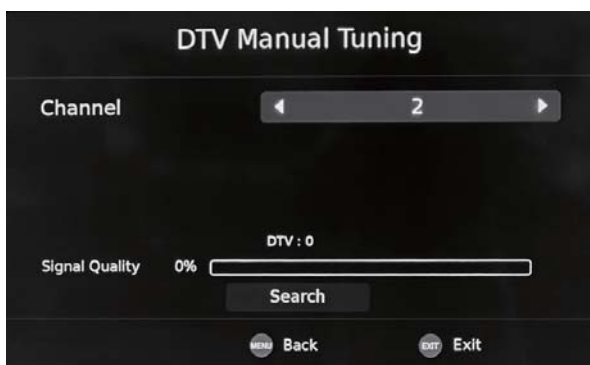 DTV Manual Tuning
Channel 2
DTV : 0
Signal Quality 0%
Search
MENU Back EXIT Exit